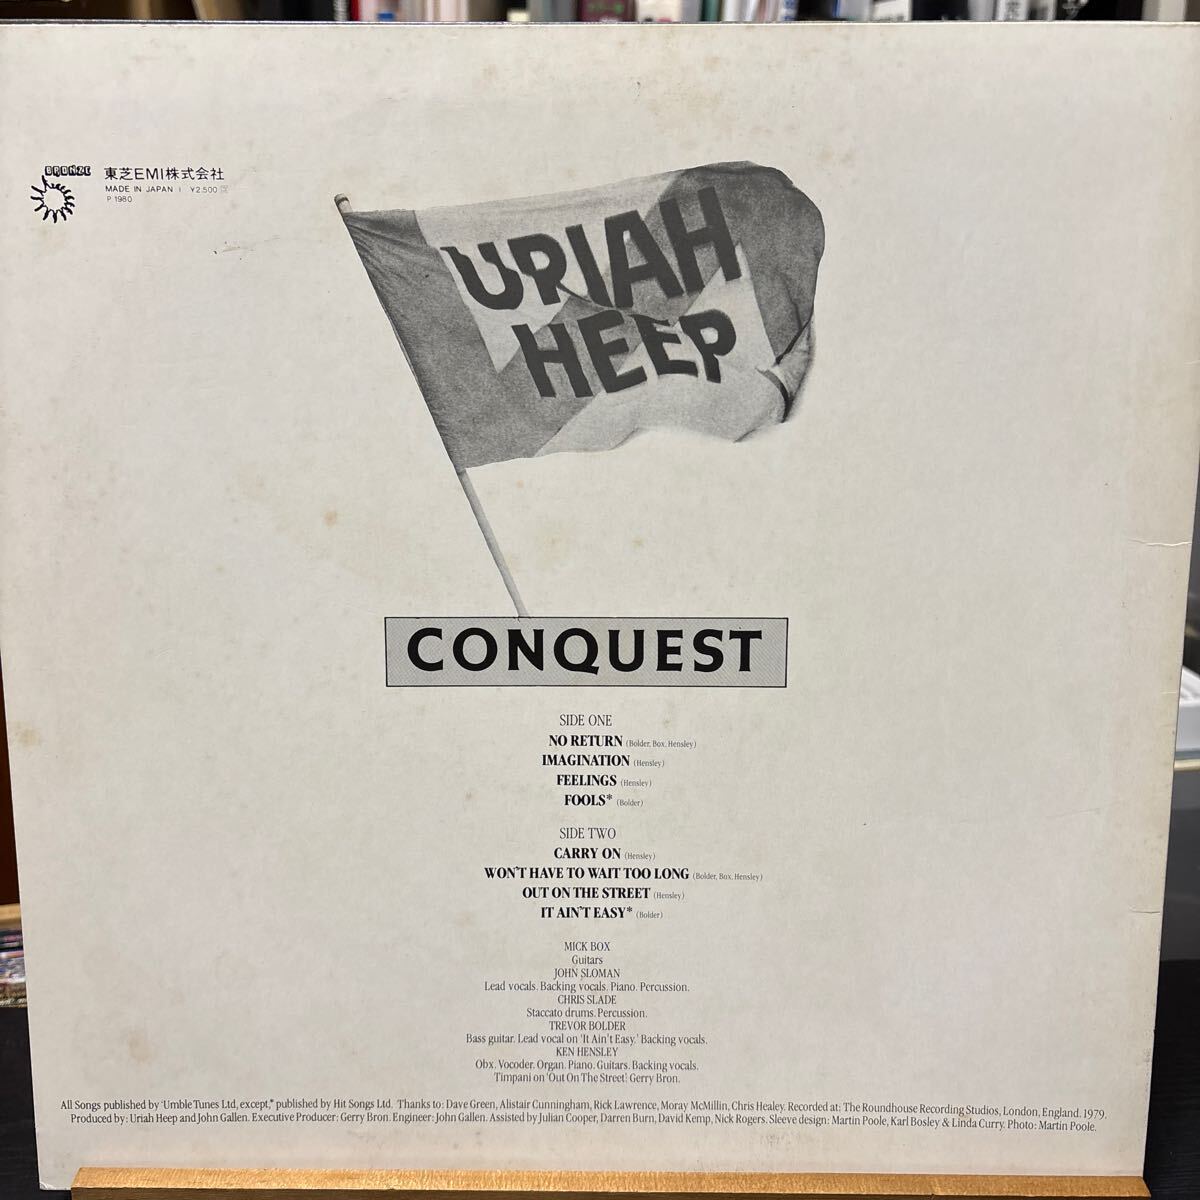 BRONZE 東芝EMI株式会社
MADE IN JAPAN I ¥2.500
P 1980
URIAH
HEEP
CONQUEST
SIDE ONE
NO RETURN (Bolder, Box, Hensley)
IMAGINATION (Hensley)
FEELINGS (Hensley)
FOOLS* (Bolder)
SIDE TWO
CARRY ON (Hensley)
WON'T HAVE TO WAIT TOO LONG (Bolder, Box, Hensley)
OUT ON THE STREET (Hensley)
IT AIN'T EASY* (Bolder)
MICK BOX
Guitars
JOHN SLOMAN
Lead vocals. Backing vocals. Piano. Percussion.
CHRIS SLADE
Staccato drums. Percussion.
TREVOR BOLDER
Bass guitar. Lead vocal on 'It Ain't Easy.' Backing vocals.
KEN HENSLEY
Obx. Vocoder. Organ. Piano. Guitars. Backing vocals.
Timpani on 'Out On The Street': Gerry Bron.
All Songs published by 'Umble Tunes Ltd, except,* published by Hit Songs Ltd. Thanks to: Dave Green, Alistair Cunningham, Rick Lawrence, Moray McMillin, Chris Healey. Recorded at: The Roundhouse Recording Studios, London, England. 1979.
Produced by: Uriah Heep and John Gallen. Executive Producer: Gerry Bron. Engineer: John Gallen. Assisted by Julian Cooper, Darren Burn, David Kemp, Nick Rogers. Sleeve design: Martin Poole, Karl Bosley & Linda Curry. Photo: Martin Poole.